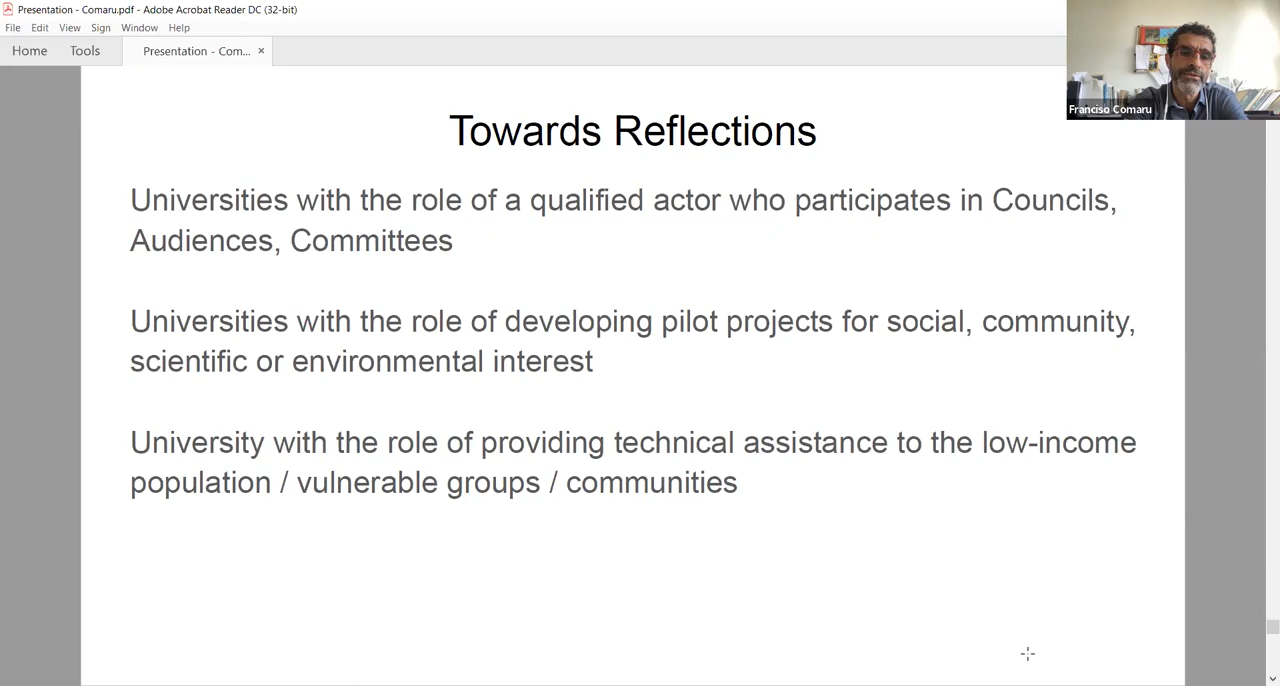 Presentation - Comaru.pdf - Adobe Acrobat Reader DC (32-bit)
File Edit View Sign Window Help
Home Tools Presentation - Com... ×
Franciso Comaru
Towards Reflections
Universities with the role of a qualified actor who participates in Councils,
Audiences, Committees
Universities with the role of developing pilot projects for social, community,
scientific or environmental interest
University with the role of providing technical assistance to the low-income
population / vulnerable groups / communities